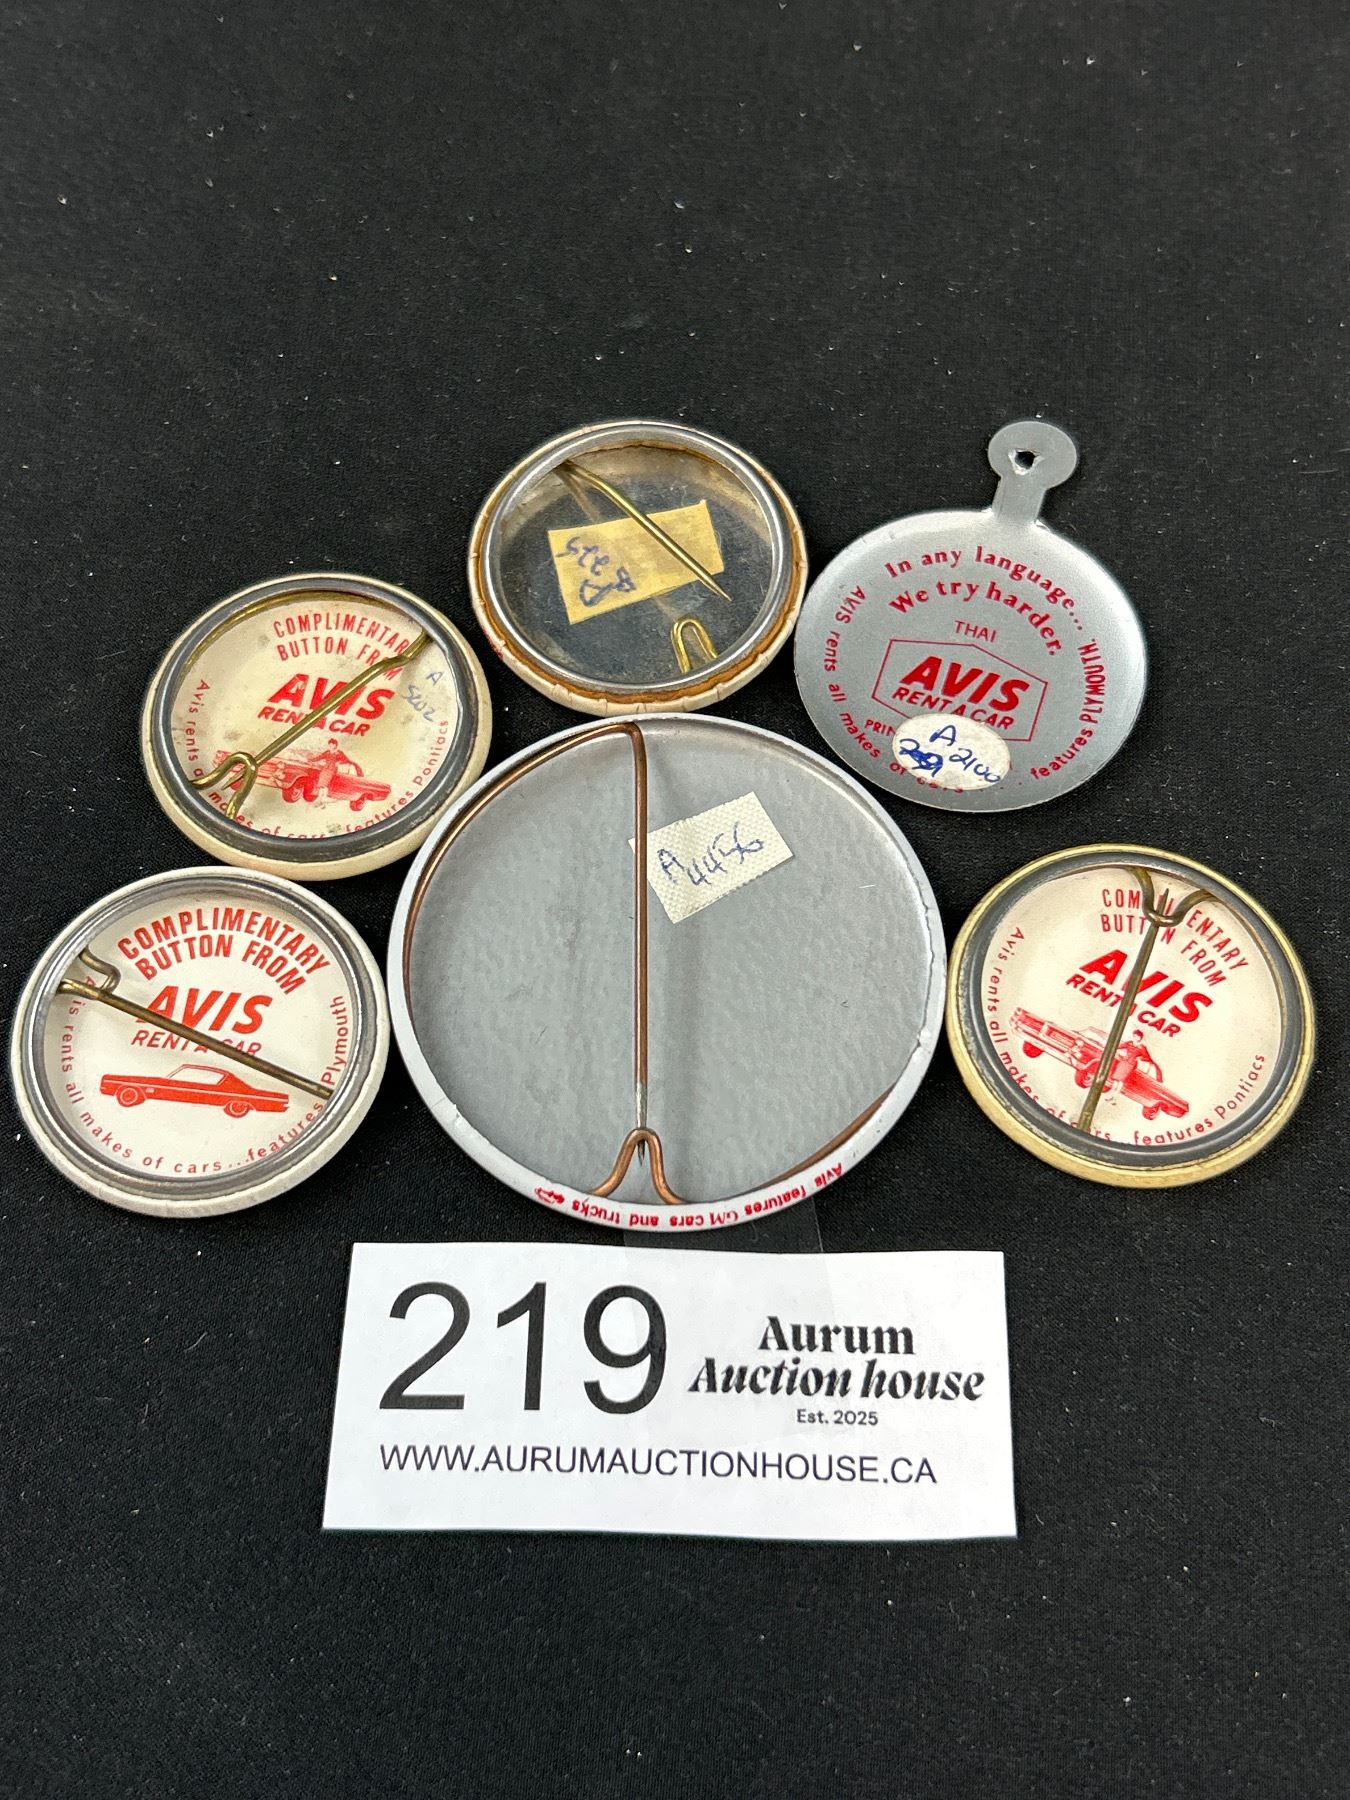 B 225
In any language...
We try harder.
THAI
AVIS
RENT A CAR
AVIS rents all makes of cars
features PLYMOUTH.
A 2100
COMPLIMENTARY
BUTTON FROM
AVIS
RENT A CAR
Avis rents all makes of cars...features Pontiacs
A
5202
A 4456
Avis features GM cars and trucks
COMPLIMENTARY
BUTTON FROM
AVIS
RENT A CAR
Avis rents all makes of cars...features Plymouth
COMPLIMENTARY
BUTTON FROM
AVIS
RENT A CAR
Avis rents all makes of cars...features Pontiacs
219
Aurum
Auction house
Est. 2025
WWW.AURUMAUCTIONHOUSE.CA